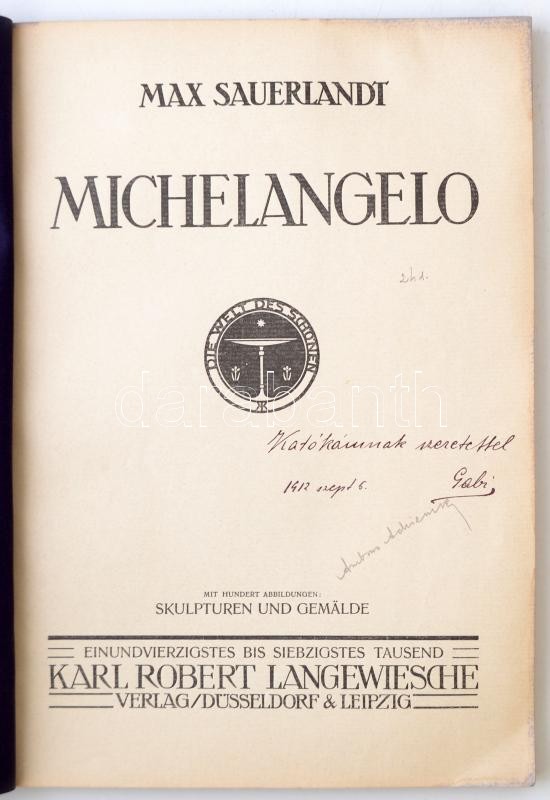 MAX SAUERLANDT
MICHELANGELO
DIE WELT DES SCHÖNEN
darabanth
Katókámnak szeretettel
1912 szept 6.
Gabi
MIT HUNDERT ABBILDUNGEN:
SKULPTUREN UND GEMÄLDE
EINUNDVIERZIGSTES BIS SIEBZIGSTES TAUSEND
KARL ROBERT LANGEWIESCHE
VERLAG/DÜSSELDORF & LEIPZIG